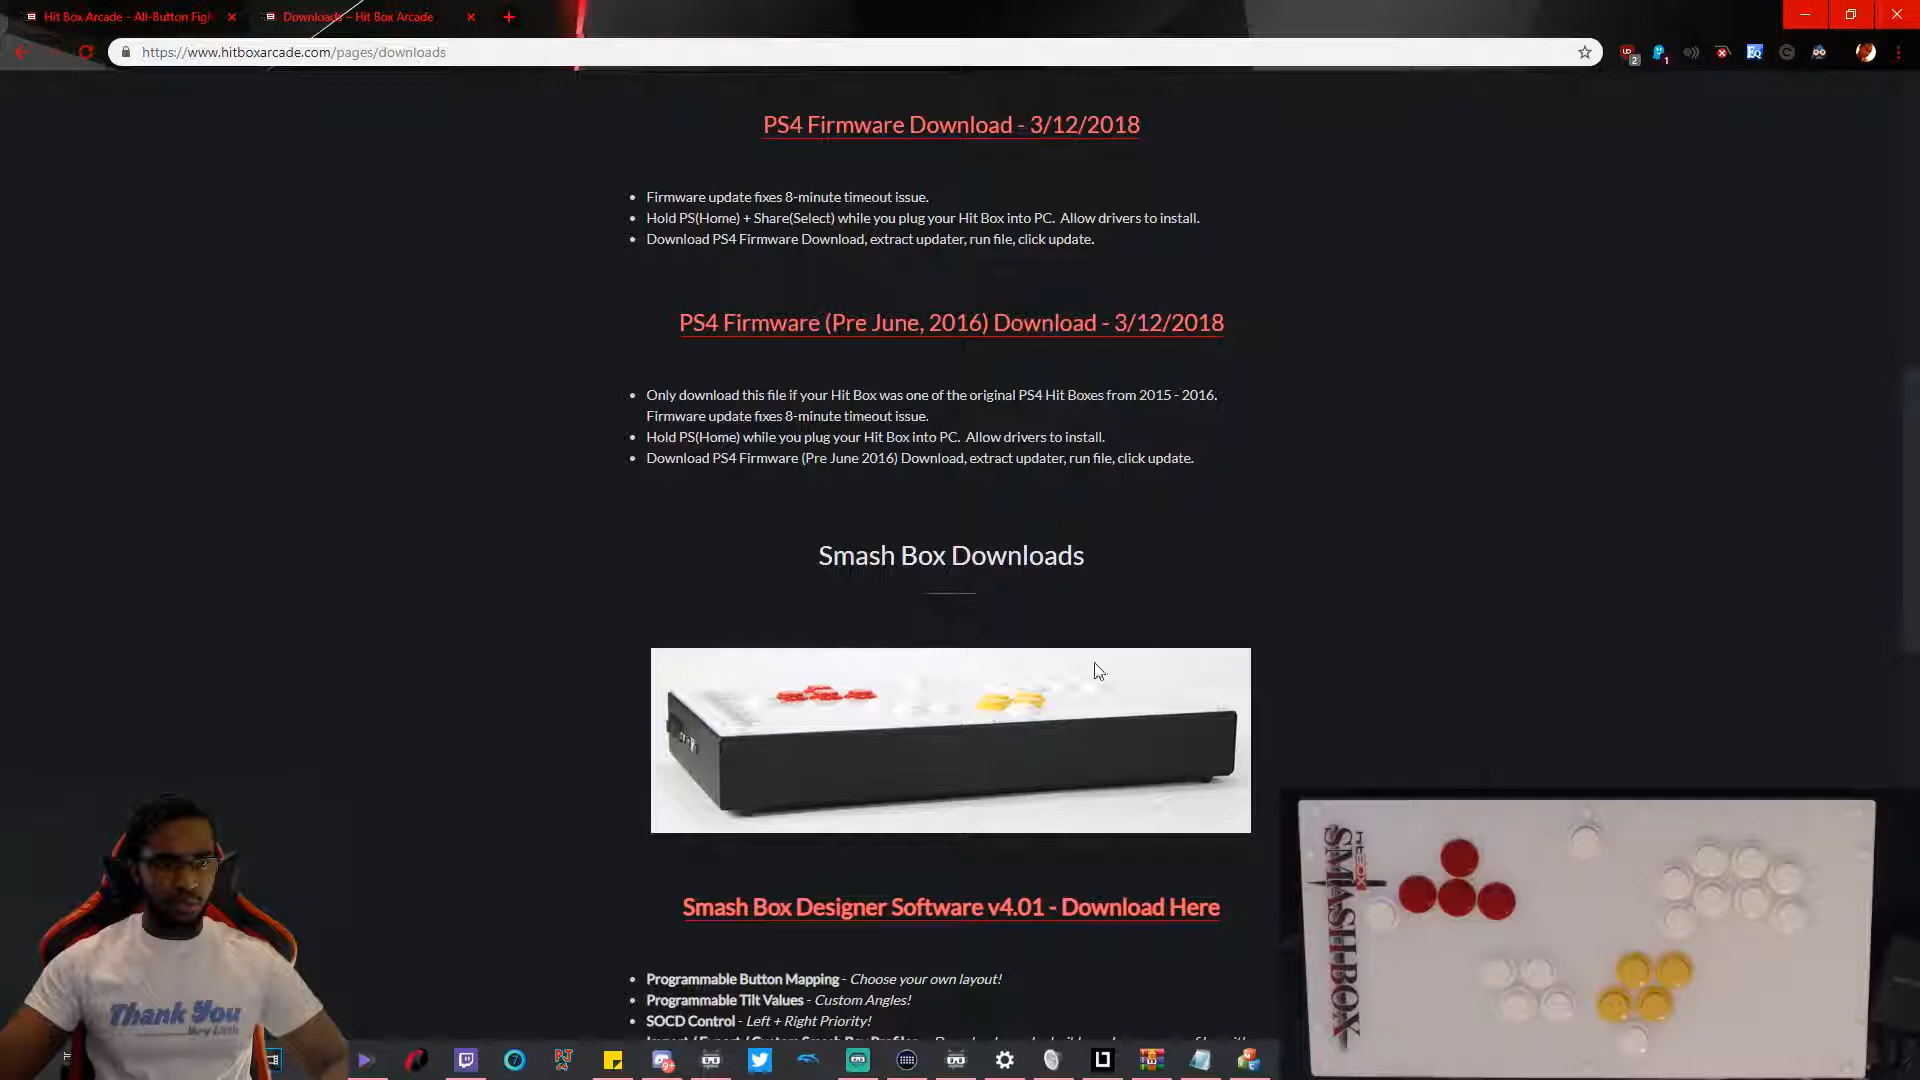 Hit Box Arcade - All-Button Figh
Downloads – Hit Box Arcade
https://www.hitboxarcade.com/pages/downloads
2
1
PS4 Firmware Download - 3/12/2018
Firmware update fixes 8-minute timeout issue.
Hold PS(Home) + Share(Select) while you plug your Hit Box into PC. Allow drivers to install.
Download PS4 Firmware Download, extract updater, run file, click update.
PS4 Firmware (Pre June, 2016) Download - 3/12/2018
Only download this file if your Hit Box was one of the original PS4 Hit Boxes from 2015 - 2016.
Firmware update fixes 8-minute timeout issue.
Hold PS(Home) while you plug your Hit Box into PC. Allow drivers to install.
Download PS4 Firmware (Pre June 2016) Download, extract updater, run file, click update.
Smash Box Downloads
Smash Box Designer Software v4.01 - Download Here
Programmable Button Mapping - Choose your own layout!
Programmable Tilt Values - Custom Angles!
SOCD Control - Left + Right Priority!
HITBOX
SMASH BOX
Thank You
Very Little